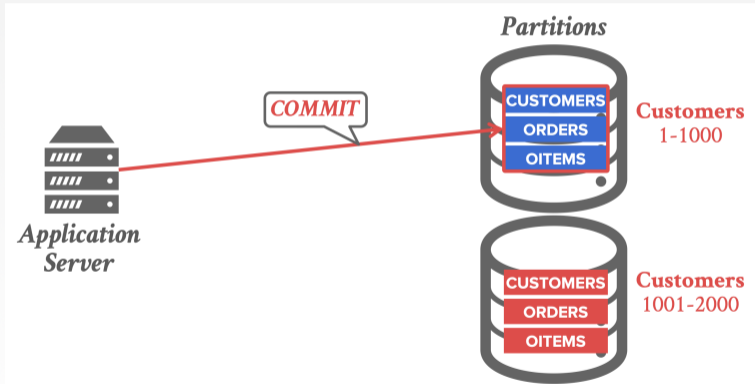 Partitions
COMMIT
CUSTOMERS
ORDERS
OITEMS
Customers
1-1000
Application
Server
CUSTOMERS
ORDERS
OITEMS
Customers
1001-2000